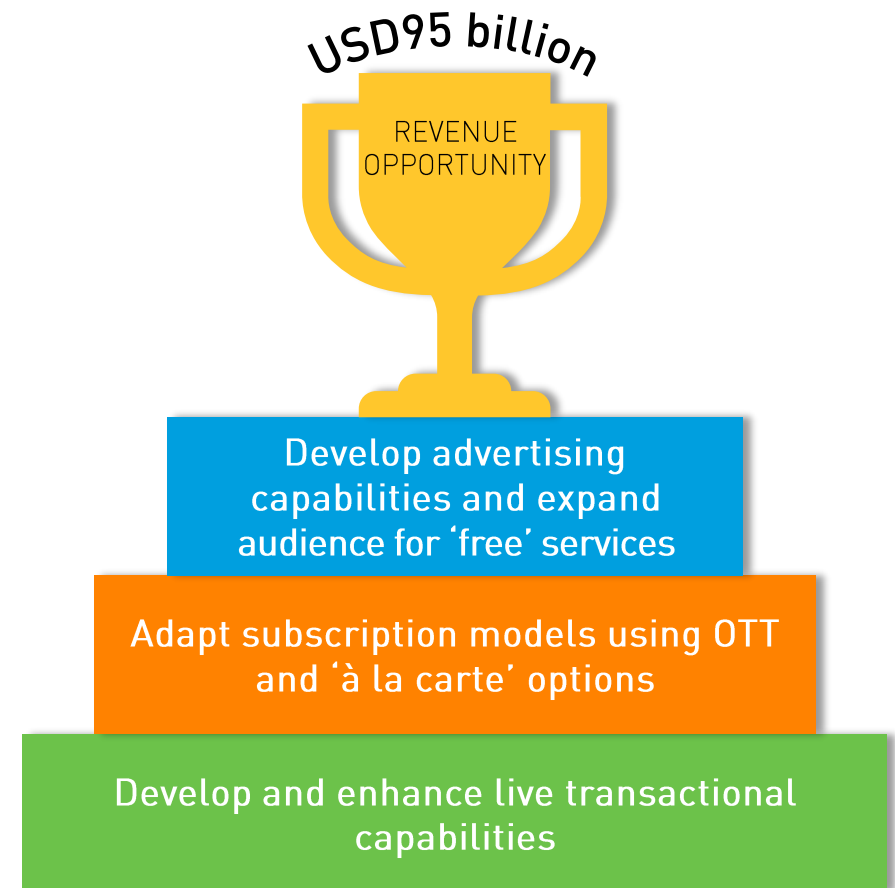 USD95 billion
REVENUE
OPPORTUNITY
Develop advertising
capabilities and expand
audience for ‘free’ services
Adapt subscription models using OTT
and ‘à la carte’ options
Develop and enhance live transactional
capabilities